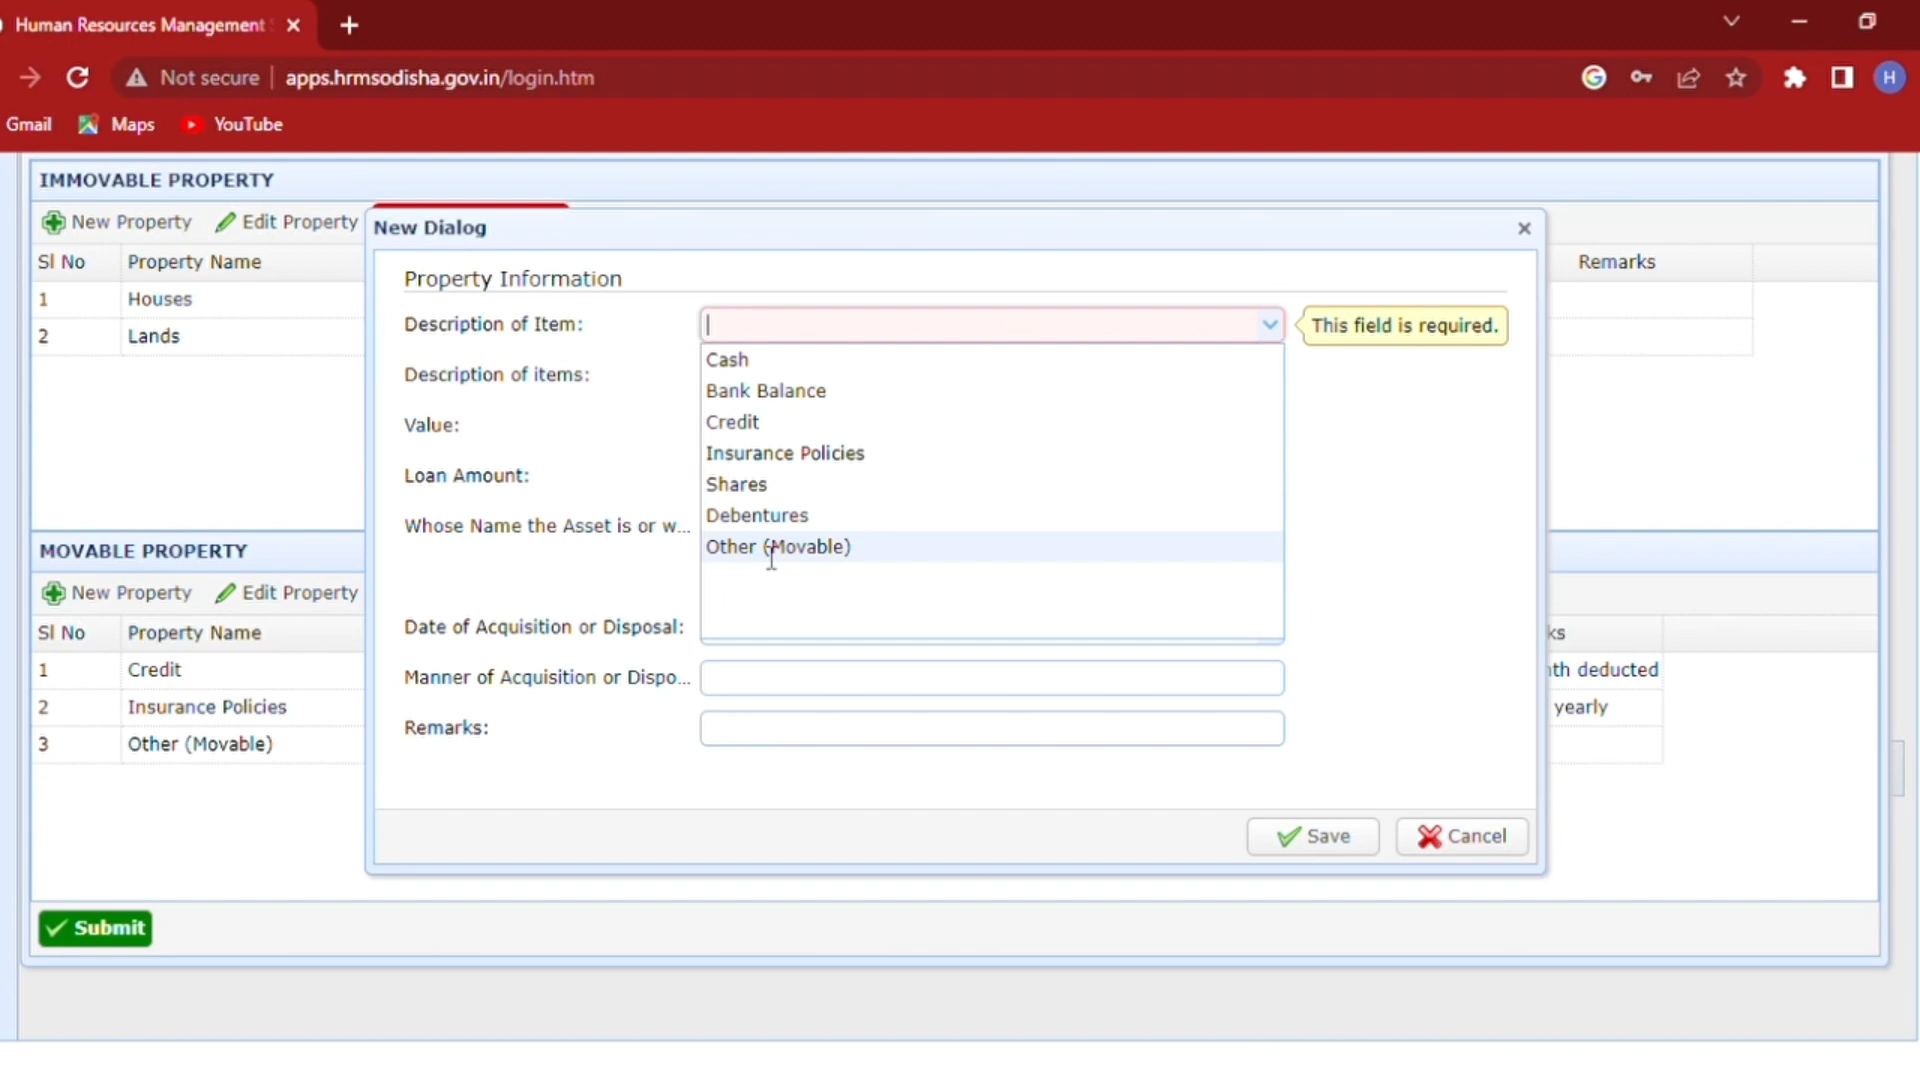 Human Resources Management
Not secure apps.hrmsodisha.gov.in/login.htm
H
Gmail Maps YouTube
IMMOVABLE PROPERTY
New Property Edit Property
Sl No Property Name Remarks
1 Houses
2 Lands
New Dialog
Property Information
Description of Item:
This field is required.
Cash
Description of items:
Bank Balance
Value:
Credit
Insurance Policies
Loan Amount:
Shares
Whose Name the Asset is or w...
Debentures
Other (Movable)
Date of Acquisition or Disposal:
Manner of Acquisition or Dispo...
Remarks:
Save Cancel
MOVABLE PROPERTY
New Property Edit Property
Sl No Property Name ks
1 Credit nth deducted
2 Insurance Policies yearly
3 Other (Movable)
Submit